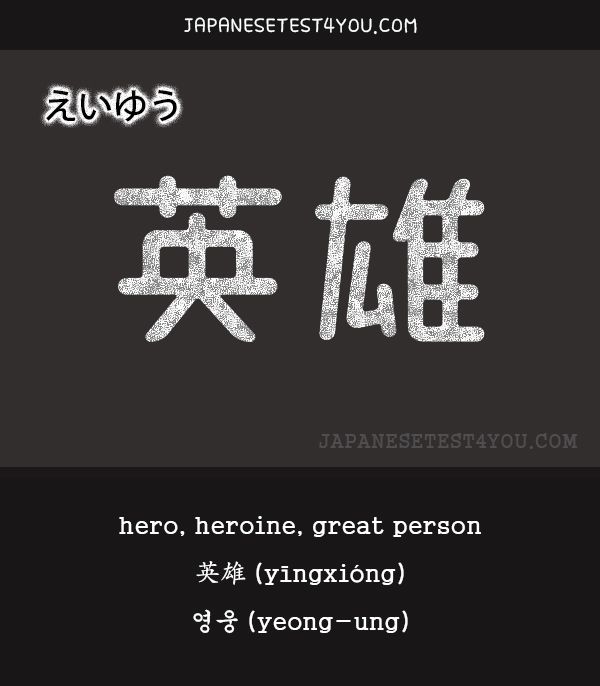 JAPANESETEST4YOU.COM
えいゆう
英雄
JAPANESETEST4YOU.COM
hero, heroine, great person
英雄 (yīngxióng)
영웅 (yeong-ung)